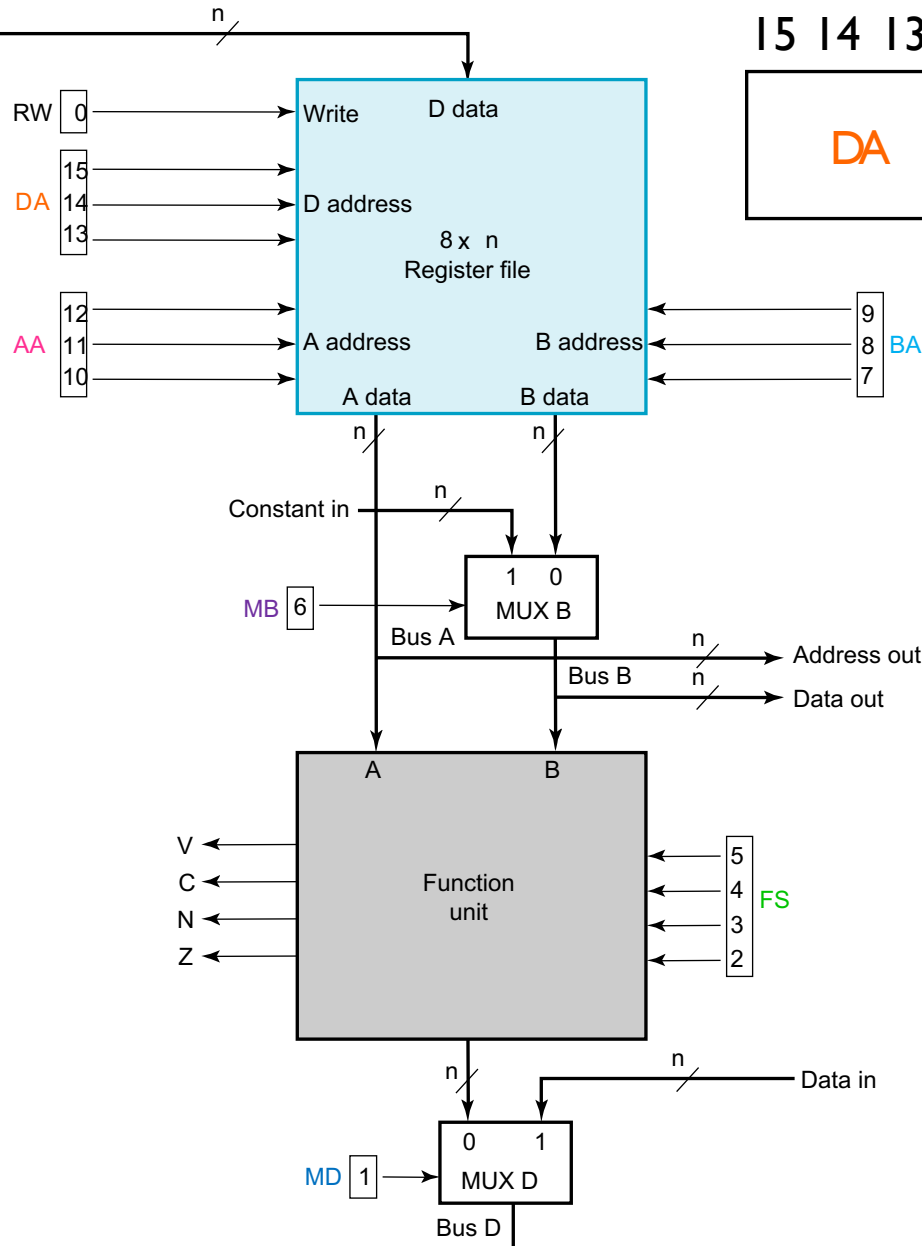 n
15 14 13
RW 0 Write D data
DA
15
DA 14 D address
13
8 x n
Register file
12 9
AA 11 A address B address 8 BA
10 7
A data B data
n n
Constant in n
1 0
MB 6 MUX B
Bus A n Address out
Bus B n Data out
A B
V 5
C Function 4 FS
N unit 3
Z 2
n n Data in
0 1
MD 1 MUX D
Bus D